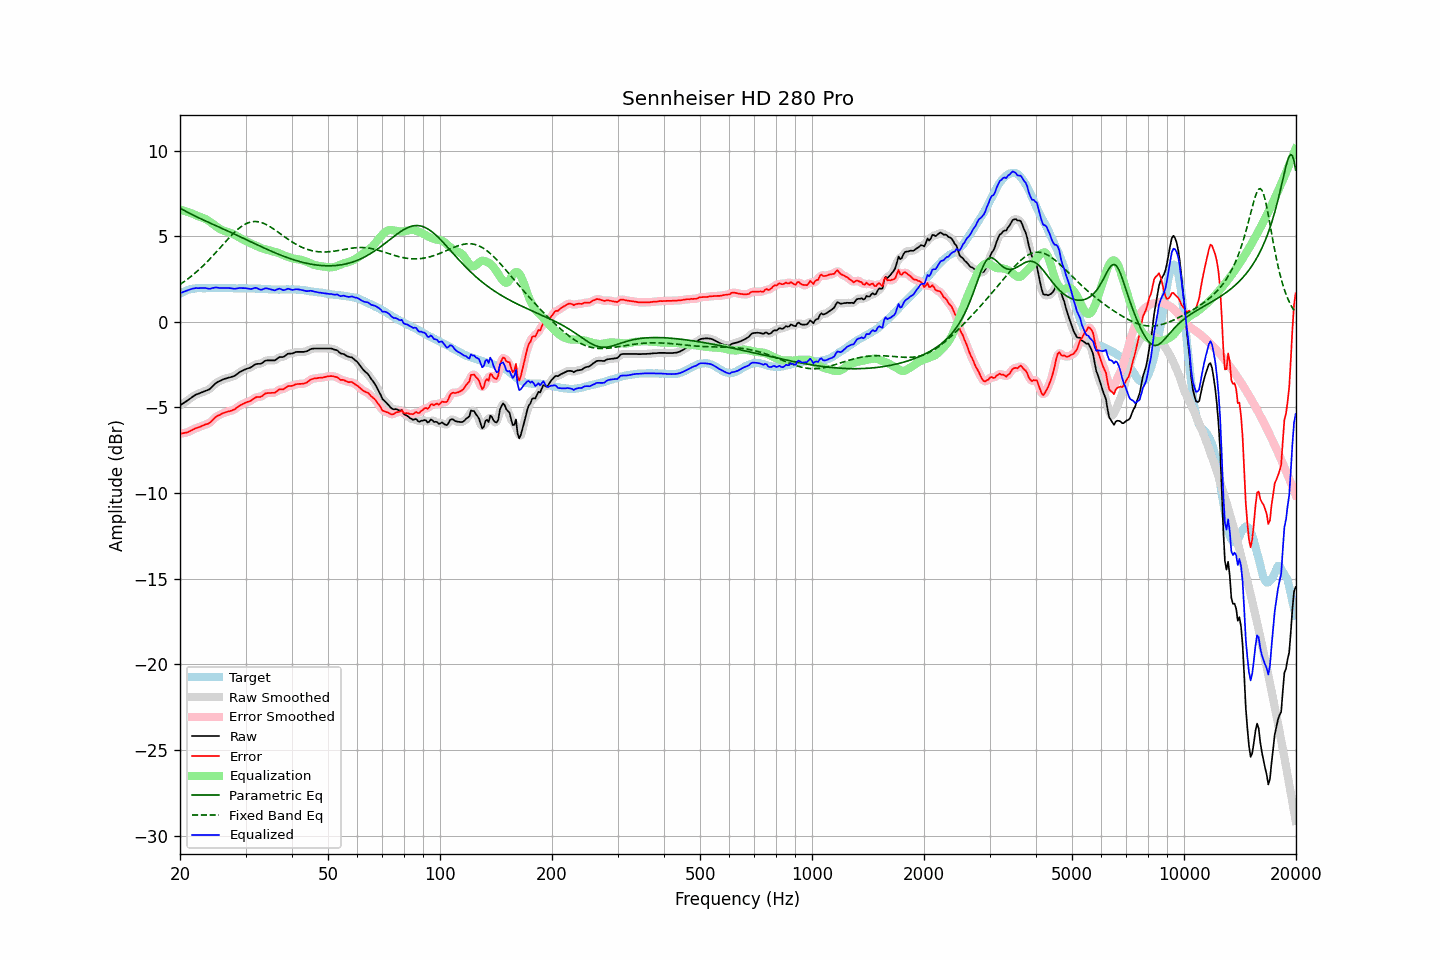 Sennheiser HD 280 Pro
Amplitude (dBr)
10
5
0
−5
−10
−15
−20
−25
−30
Target
Raw Smoothed
Error Smoothed
Raw
Error
Equalization
Parametric Eq
Fixed Band Eq
Equalized
20 50 100 200 500 1000 2000 5000 10000 20000
Frequency (Hz)